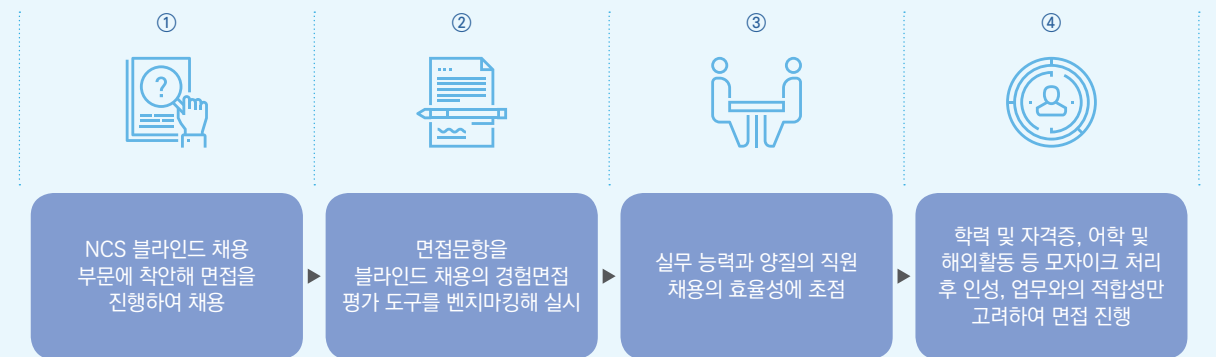 ①
②
③
④
?
NCS 블라인드 채용
부문에 착안해 면접을
진행하여 채용
면접문항을
블라인드 채용의 경험면접
평가 도구를 벤치마킹해 실시
실무 능력과 양질의 직원
채용의 효율성에 초점
학력 및 자격증, 어학 및
해외활동 등 모자이크 처리
후 인성, 업무와의 적합성만
고려하여 면접 진행